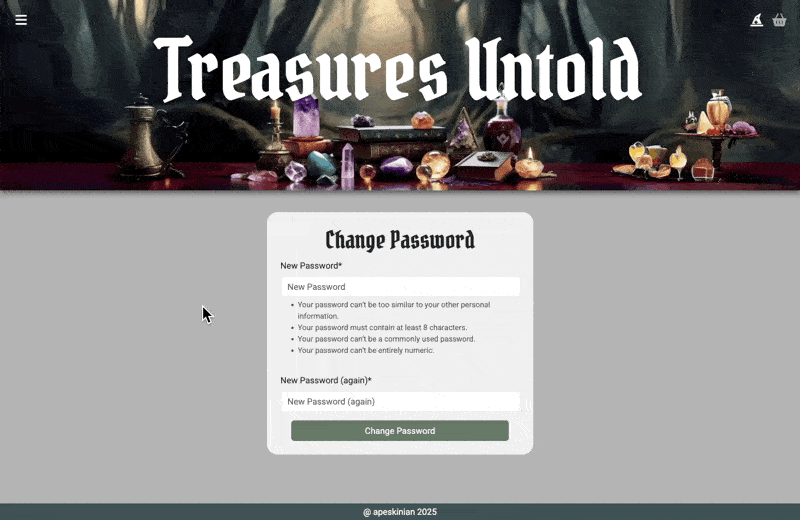 Treasures Untold
Change Password
New Password*
New Password
Your password can't be too similar to your other personal
information.
Your password must contain at least 8 characters.
Your password can't be a commonly used password.
Your password can't be entirely numeric.
New Password (again)*
New Password (again)
Change Password
@ apeskinian 2025